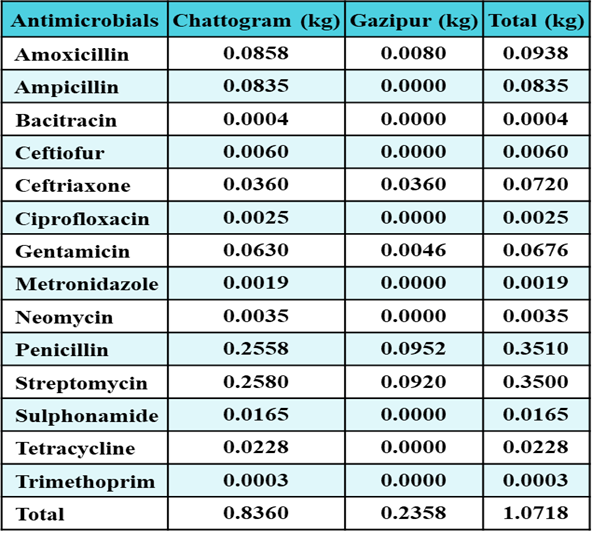 Antimicrobials Chattogram (kg) Gazipur (kg) Total (kg)
Amoxicillin 0.0858 0.0080 0.0938
Ampicillin 0.0835 0.0000 0.0835
Bacitracin 0.0004 0.0000 0.0004
Ceftiofur 0.0060 0.0000 0.0060
Ceftriaxone 0.0360 0.0360 0.0720
Ciprofloxacin 0.0025 0.0000 0.0025
Gentamicin 0.0630 0.0046 0.0676
Metronidazole 0.0019 0.0000 0.0019
Neomycin 0.0035 0.0000 0.0035
Penicillin 0.2558 0.0952 0.3510
Streptomycin 0.2580 0.0920 0.3500
Sulphonamide 0.0165 0.0000 0.0165
Tetracycline 0.0228 0.0000 0.0228
Trimethoprim 0.0003 0.0000 0.0003
Total 0.8360 0.2358 1.0718